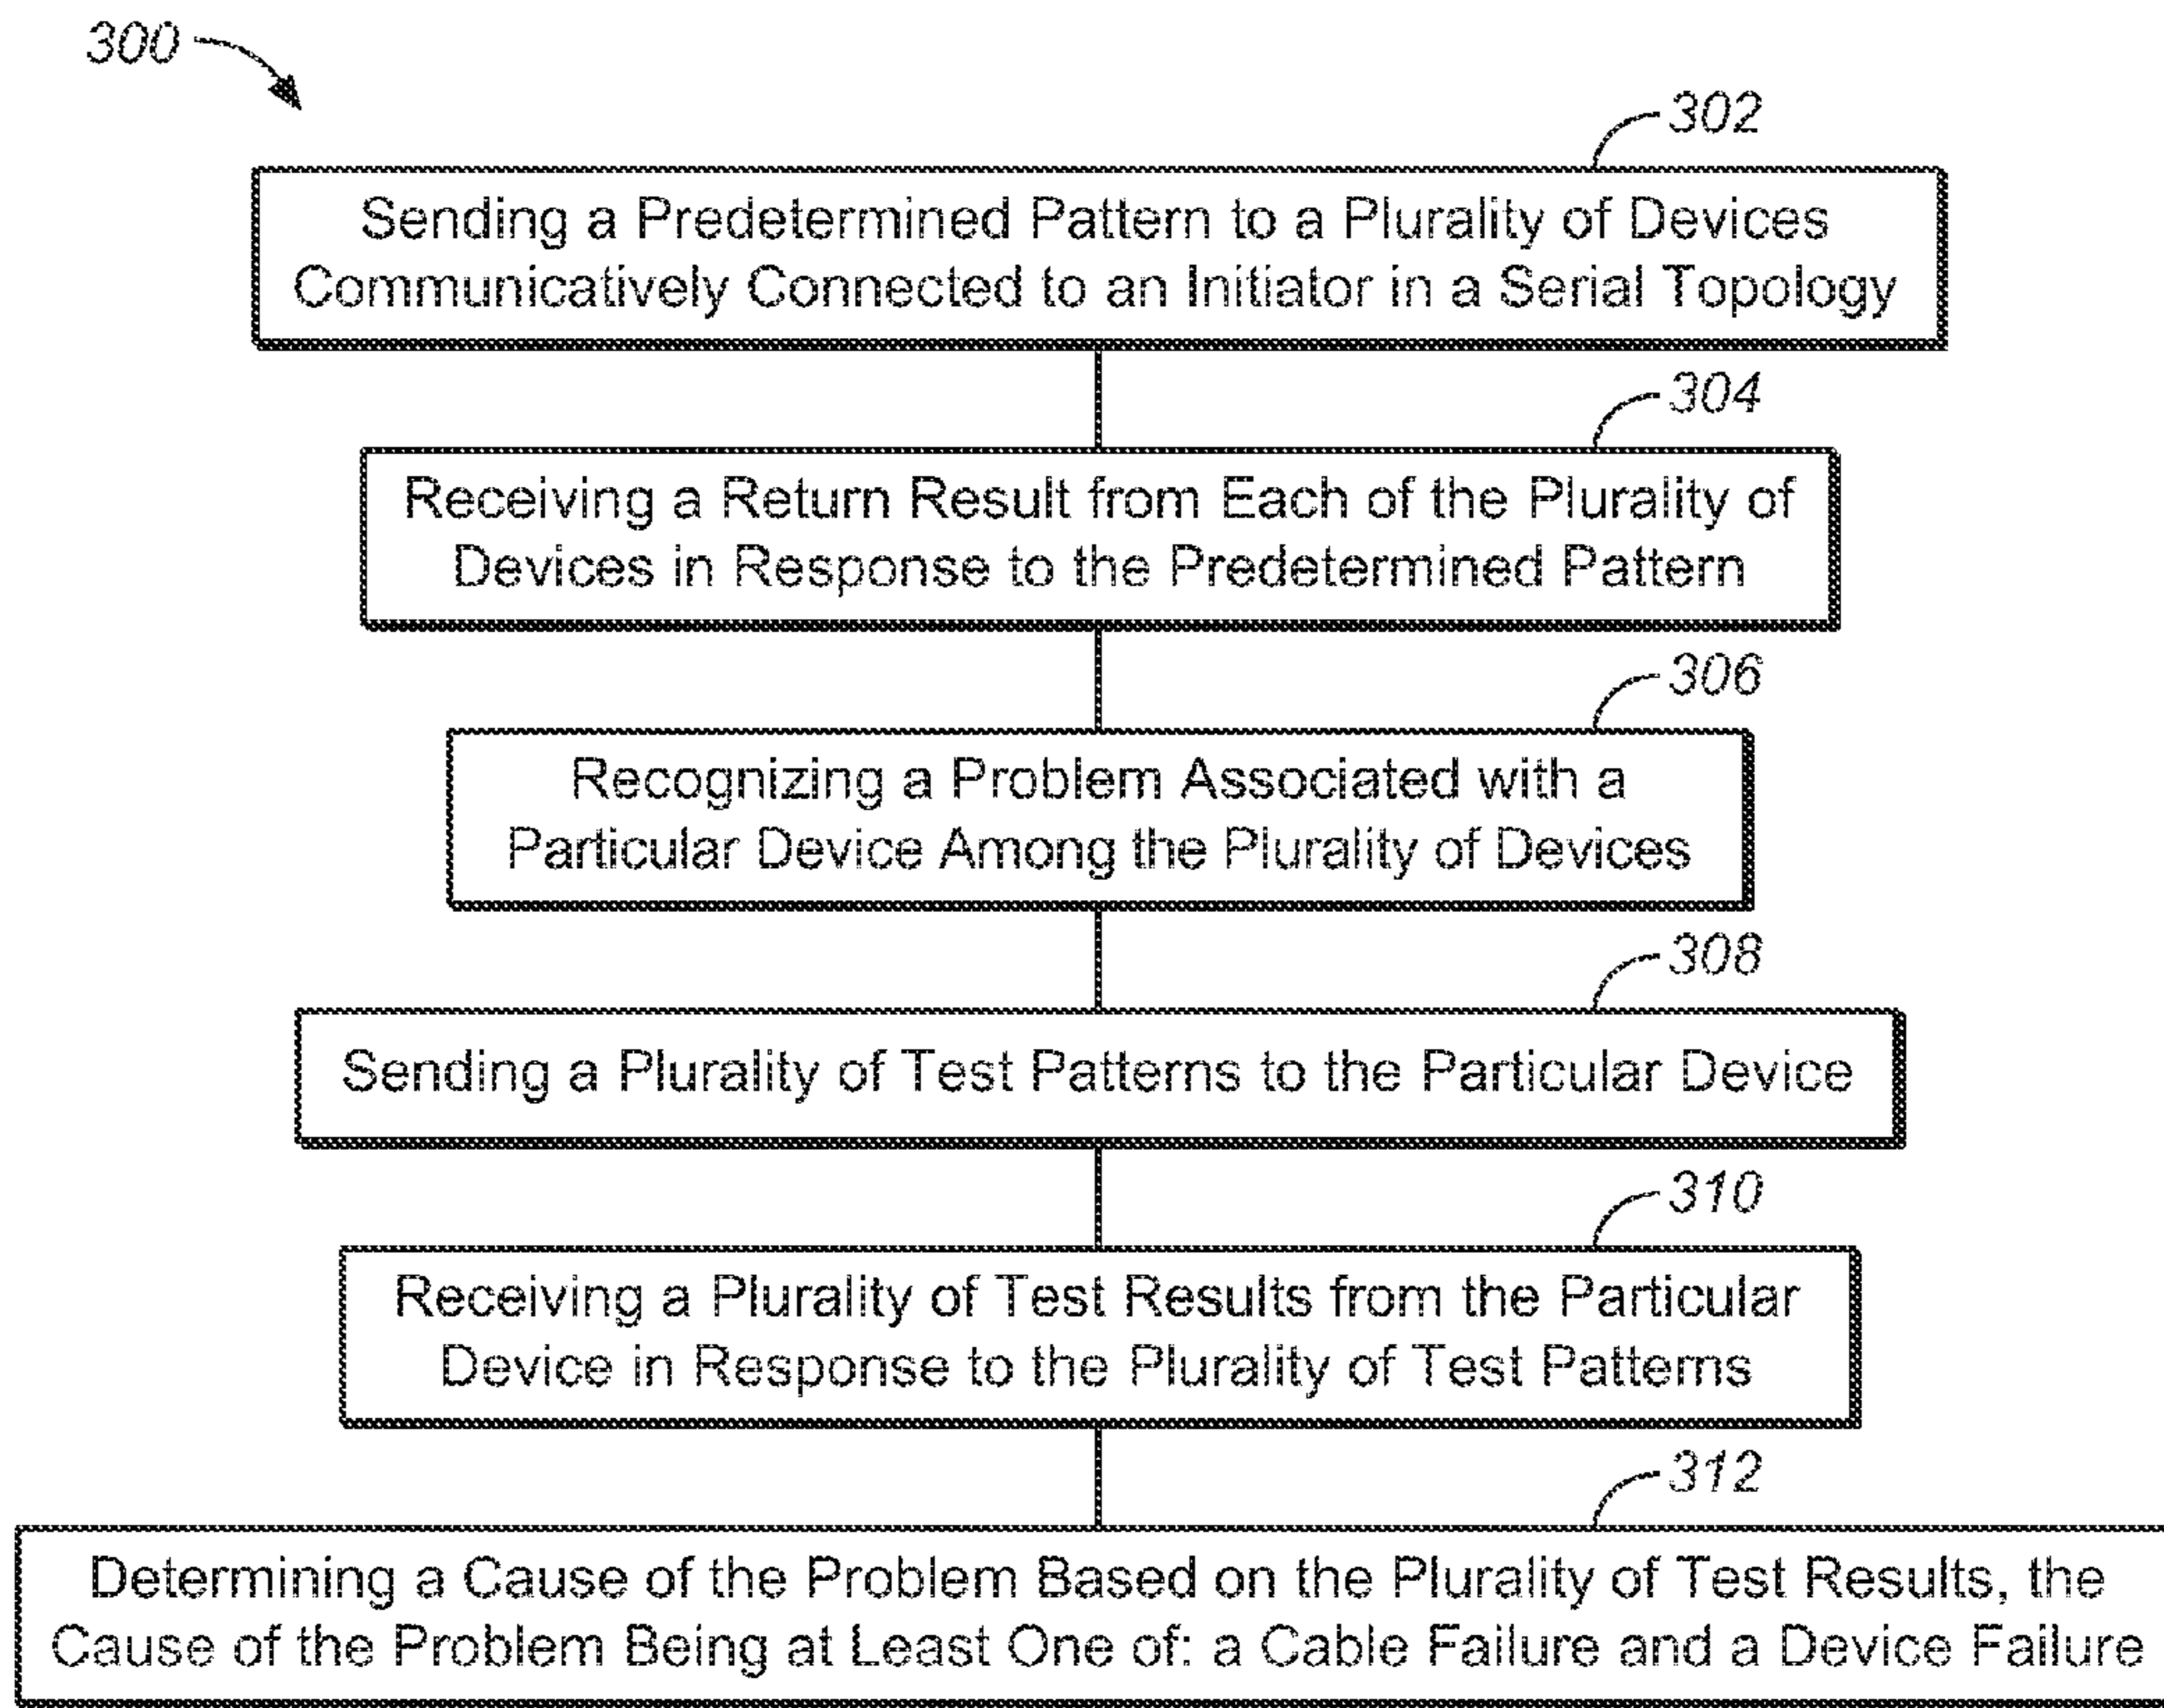 300
302
Sending a Predetermined Pattern to a Plurality of Devices
Communicatively Connected to an Initiator in a Serial Topology
304
Receiving a Return Result from Each of the Plurality of
Devices in Response to the Predetermined Pattern
306
Recognizing a Problem Associated with a
Particular Device Among the Plurality of Devices
308
Sending a Plurality of Test Patterns to the Particular Device
310
Receiving a Plurality of Test Results from the Particular
Device in Response to the Plurality of Test Patterns
312
Determining a Cause of the Problem Based on the Plurality of Test Results, the
Cause of the Problem Being at Least One of: a Cable Failure and a Device Failure